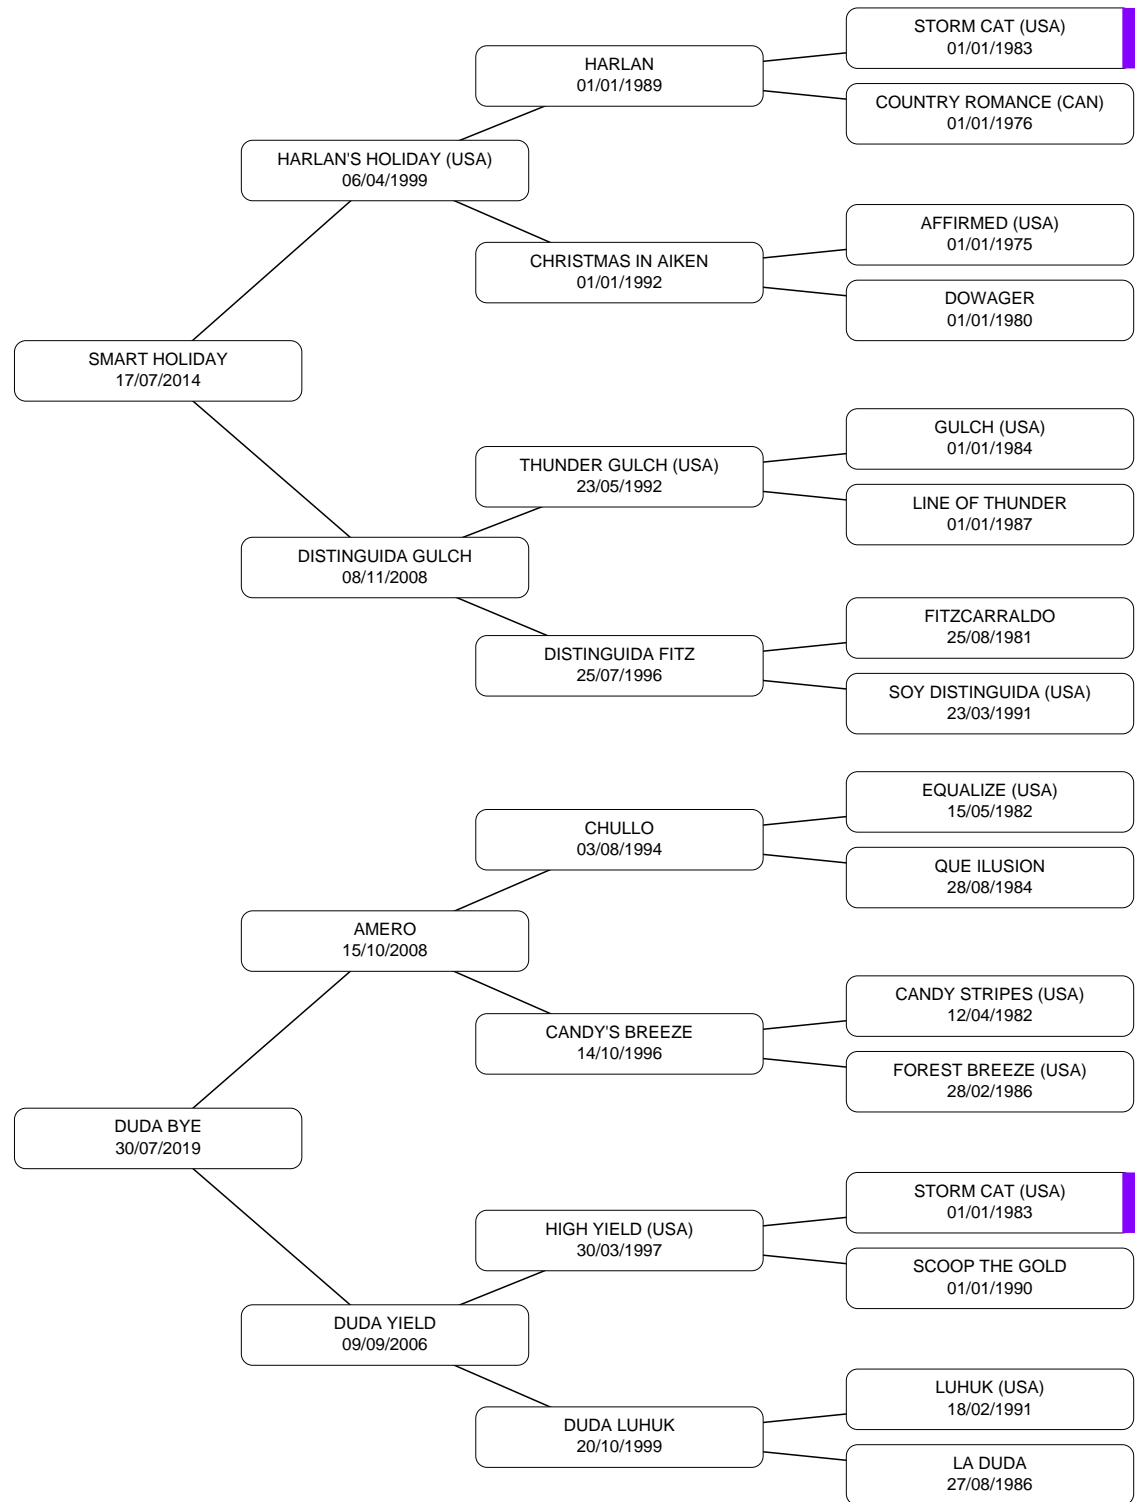 STORM CAT (USA)
01/01/1983
HARLAN
01/01/1989
COUNTRY ROMANCE (CAN)
01/01/1976
HARLAN'S HOLIDAY (USA)
06/04/1999
AFFIRMED (USA)
01/01/1975
CHRISTMAS IN AIKEN
01/01/1992
DOWAGER
01/01/1980
SMART HOLIDAY
17/07/2014
GULCH (USA)
01/01/1984
THUNDER GULCH (USA)
23/05/1992
LINE OF THUNDER
01/01/1987
DISTINGUIDA GULCH
08/11/2008
FITZCARRALDO
25/08/1981
DISTINGUIDA FITZ
25/07/1996
SOY DISTINGUIDA (USA)
23/03/1991
EQUALIZE (USA)
15/05/1982
CHULLO
03/08/1994
QUE ILUSION
28/08/1984
AMERO
15/10/2008
CANDY STRIPES (USA)
12/04/1982
CANDY'S BREEZE
14/10/1996
FOREST BREEZE (USA)
28/02/1986
DUDA BYE
30/07/2019
STORM CAT (USA)
01/01/1983
HIGH YIELD (USA)
30/03/1997
SCOOP THE GOLD
01/01/1990
DUDA YIELD
09/09/2006
LUHUK (USA)
18/02/1991
DUDA LUHUK
20/10/1999
LA DUDA
27/08/1986